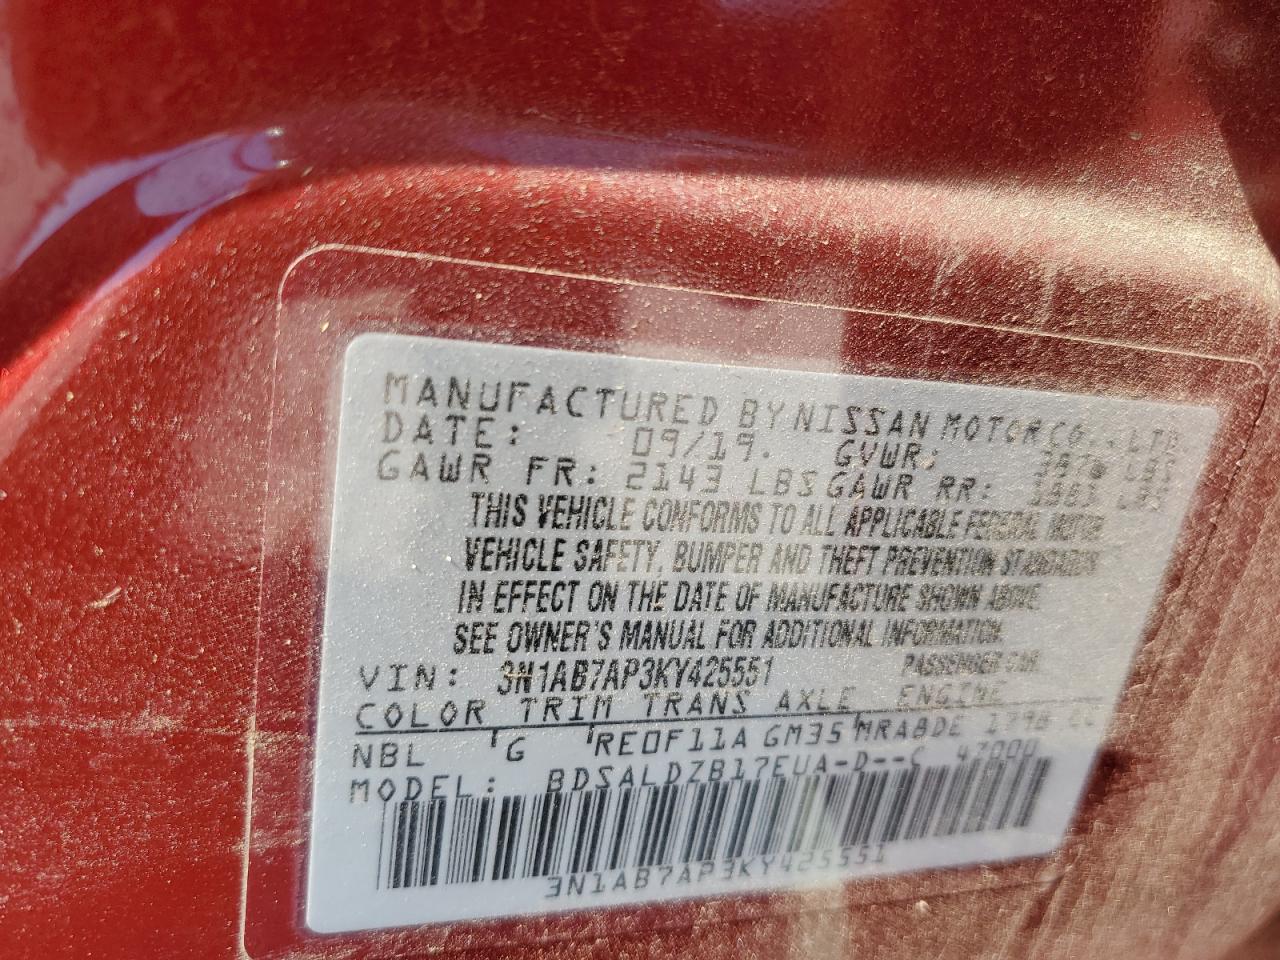 MANUFACTURED BY NISSAN MOTOR CO., LTD
DATE: 09/19. GVWR: LBS
GAWR FR: 2143 LBS GAWR RR:
THIS VEHICLE CONFORMS TO ALL APPLICABLE FEDERAL MOTOR
VEHICLE SAFETY, BUMPER AND THEFT PREVENTION STANDARDS
IN EFFECT ON THE DATE OF MANUFACTURE SHOWN ABOVE.
SEE OWNER'S MANUAL FOR ADDITIONAL INFORMATION.
VIN: 3N1AB7AP3KY425551 PASSENGER CAR
COLOR TRIM TRANS AXLE ENGINE
NBL G RE0F11A GM35 MRA8DE 1798 CC
MODEL: BDSALDZB17EUA-D--C
3N1AB7AP3KY425551